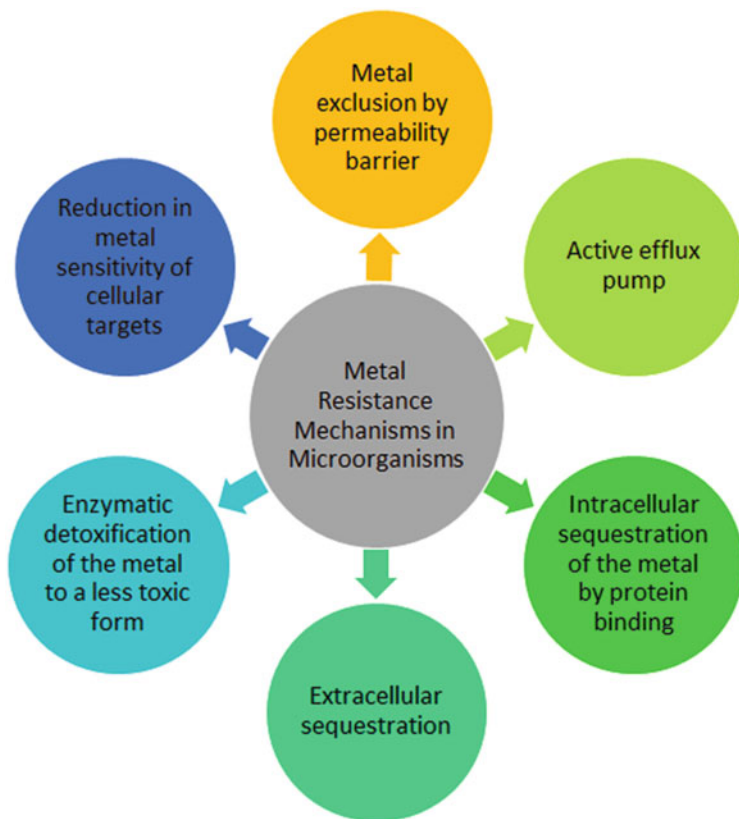 Metal
exclusion by
permeability
barrier
Reduction in
metal
sensitivity of
cellular
targets
Active efflux
pump
Metal
Resistance
Mechanisms in
Microorganisms
Enzymatic
detoxification
of the metal
to a less toxic
form
Intracellular
sequestration
of the metal
by protein
binding
Extracellular
sequestration